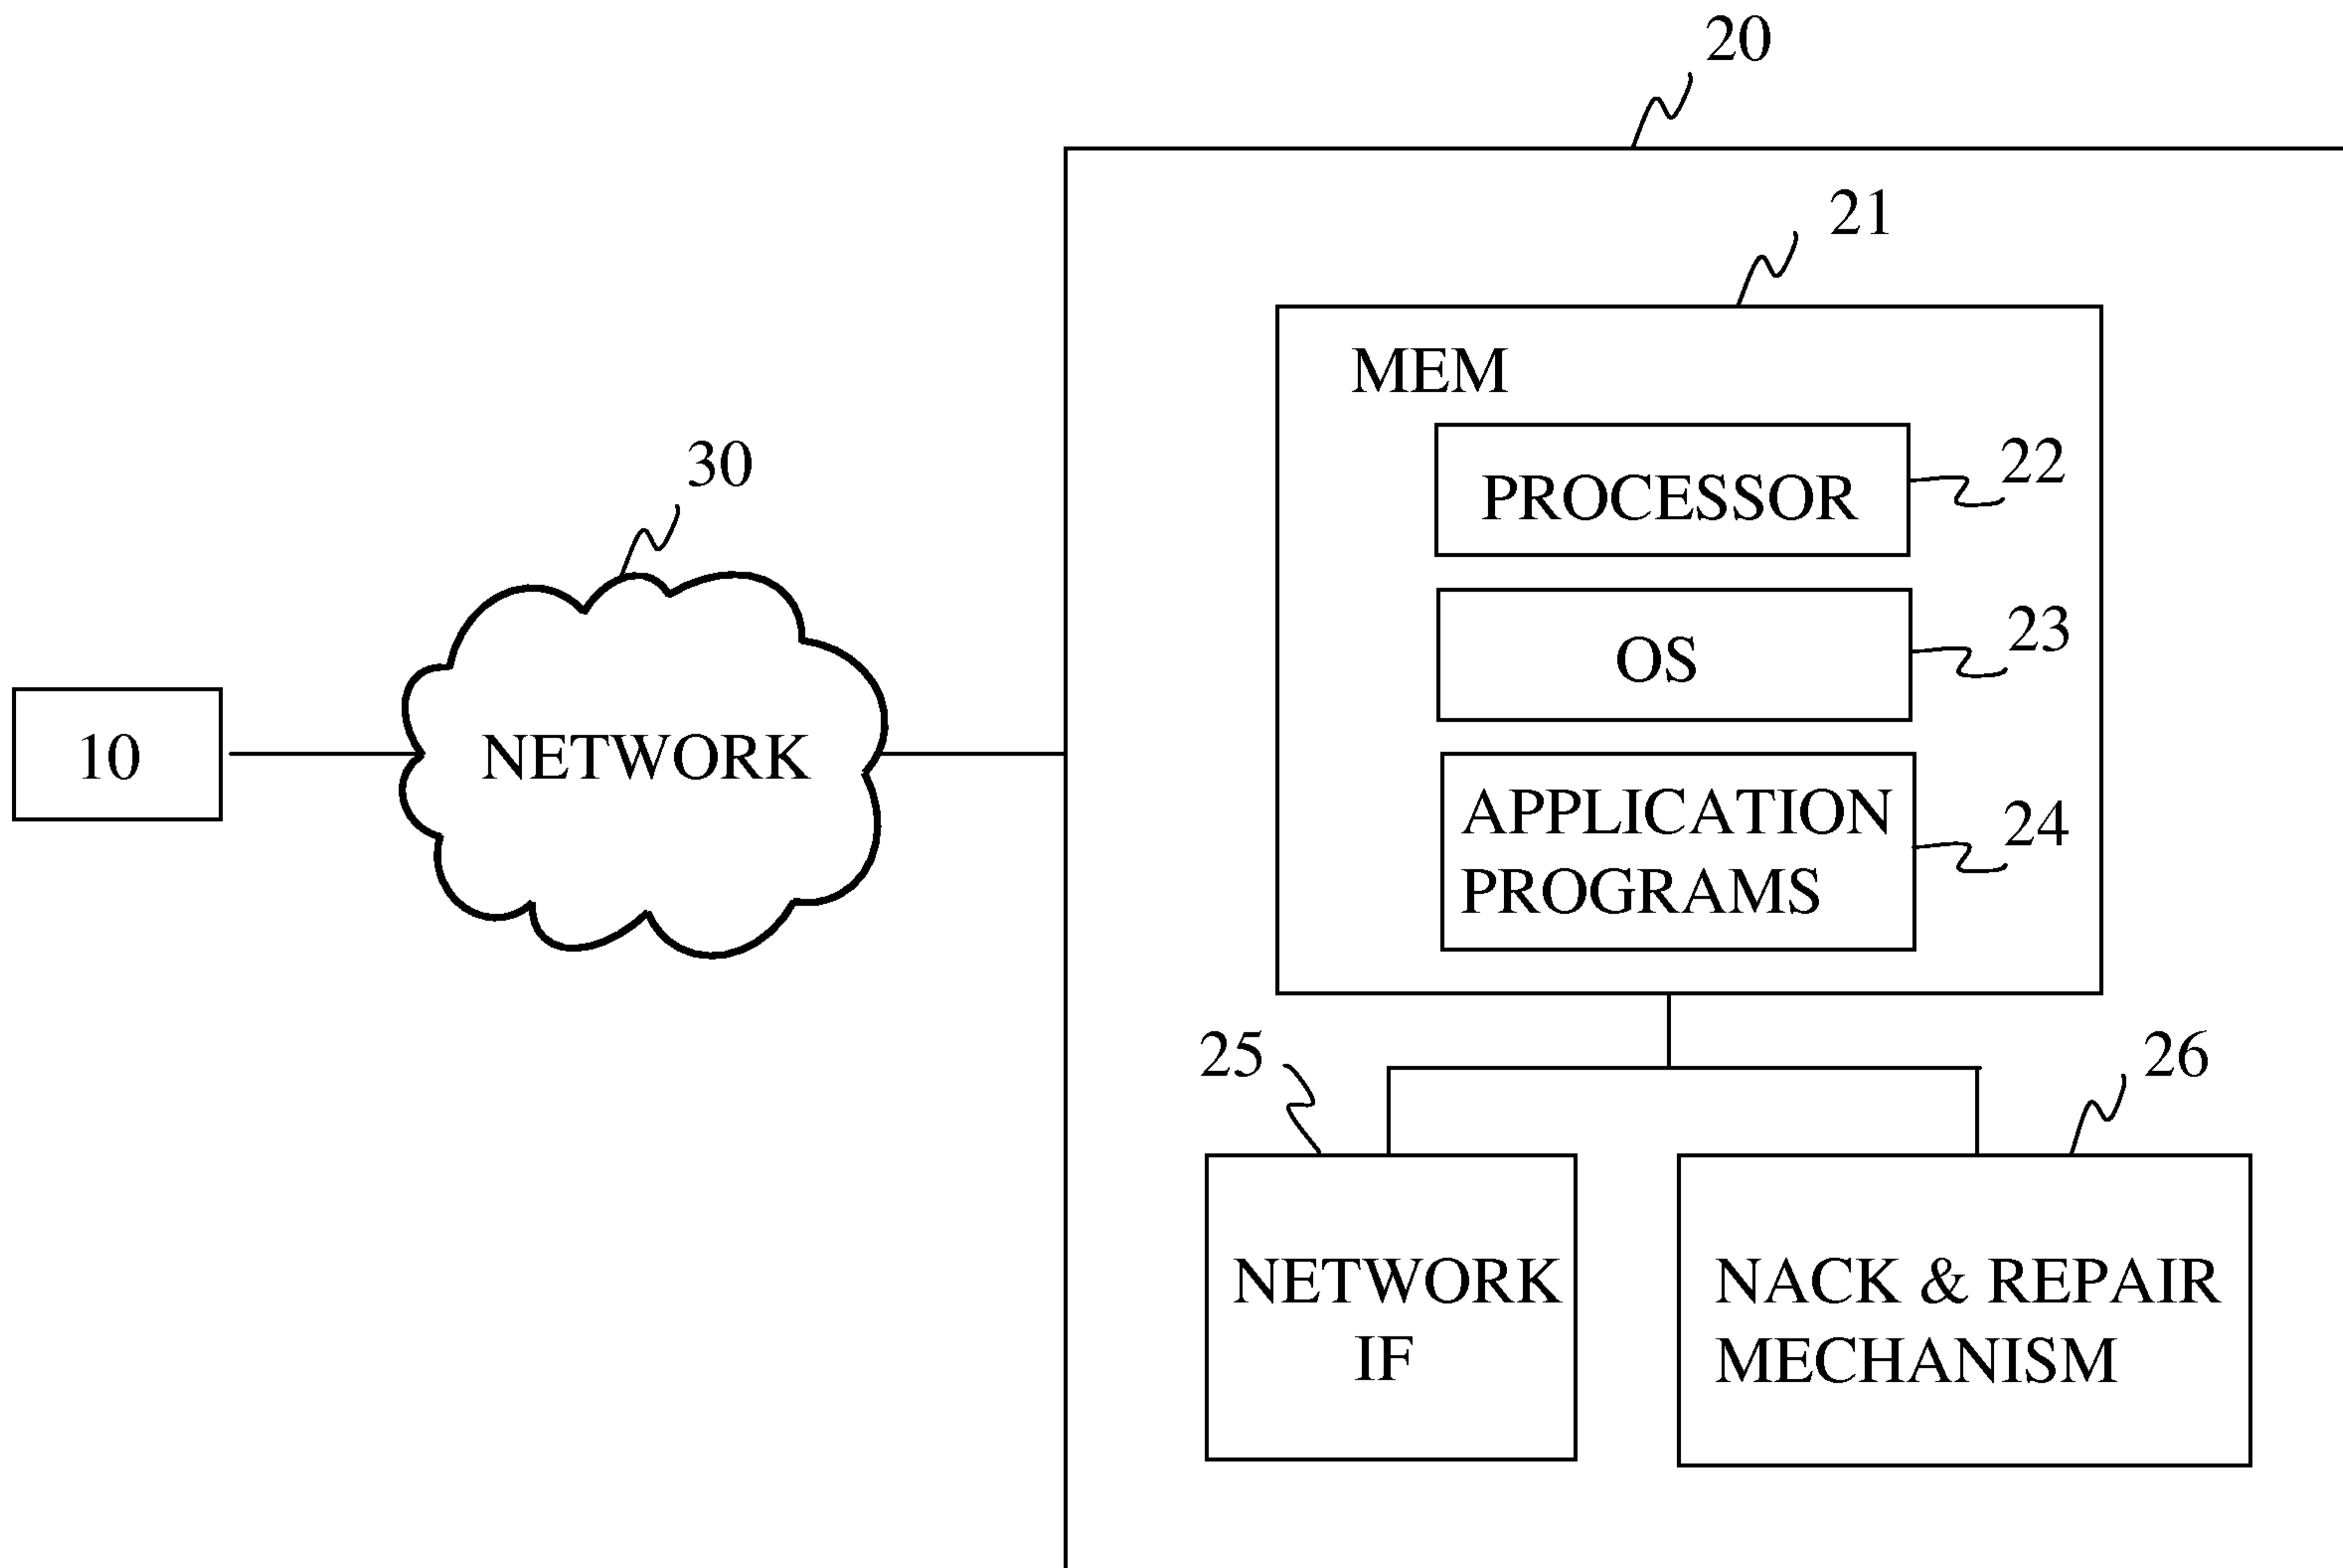 20
21
MEM
30
PROCESSOR
22
OS
23
10
NETWORK
APPLICATION
PROGRAMS
24
25
26
NETWORK
IF
NACK & REPAIR
MECHANISM